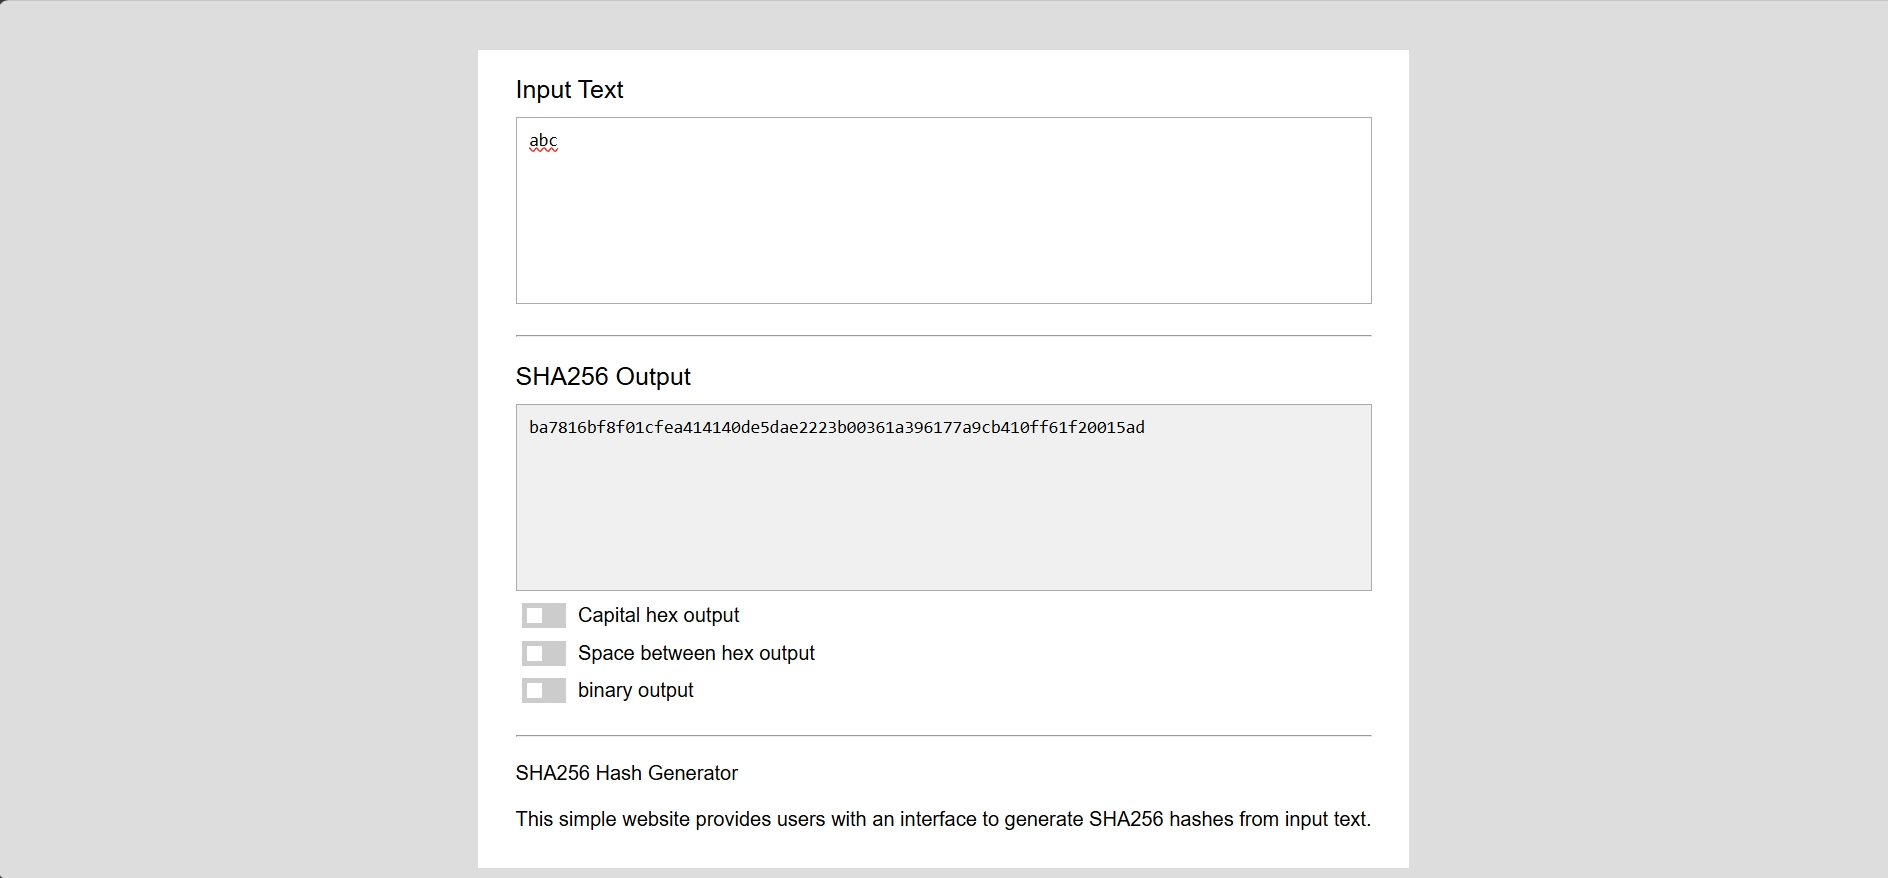 Input Text
abc
SHA256 Output
ba7816bf8f01cfea414140de5dae2223b00361a396177a9cb410ff61f20015ad
Capital hex output
Space between hex output
binary output
SHA256 Hash Generator
This simple website provides users with an interface to generate SHA256 hashes from input text.